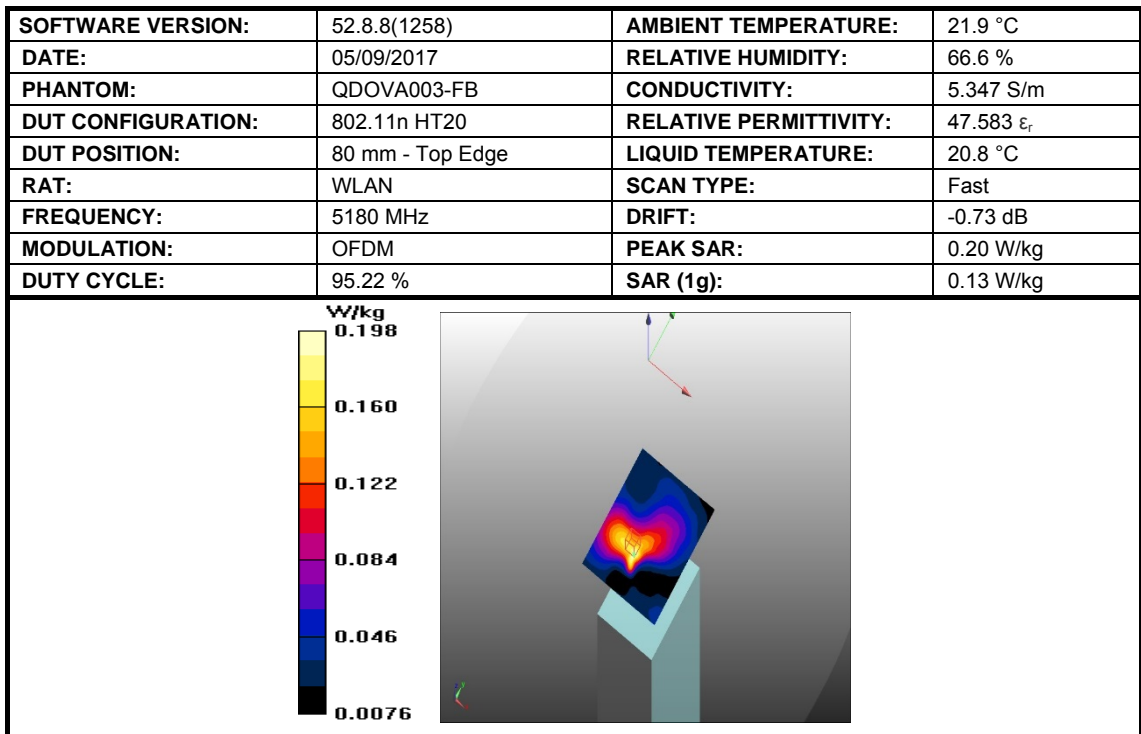 SOFTWARE VERSION: 52.8.8(1258) AMBIENT TEMPERATURE: 21.9 °C
DATE: 05/09/2017 RELATIVE HUMIDITY: 66.6 %
PHANTOM: QDOVA003-FB CONDUCTIVITY: 5.347 S/m
DUT CONFIGURATION: 802.11n HT20 RELATIVE PERMITTIVITY: 47.583 εr
DUT POSITION: 80 mm - Top Edge LIQUID TEMPERATURE: 20.8 °C
RAT: WLAN SCAN TYPE: Fast
FREQUENCY: 5180 MHz DRIFT: -0.73 dB
MODULATION: OFDM PEAK SAR: 0.20 W/kg
DUTY CYCLE: 95.22 % SAR (1g): 0.13 W/kg
W/kg
0.198
0.160
0.122
0.084
0.046
0.0076